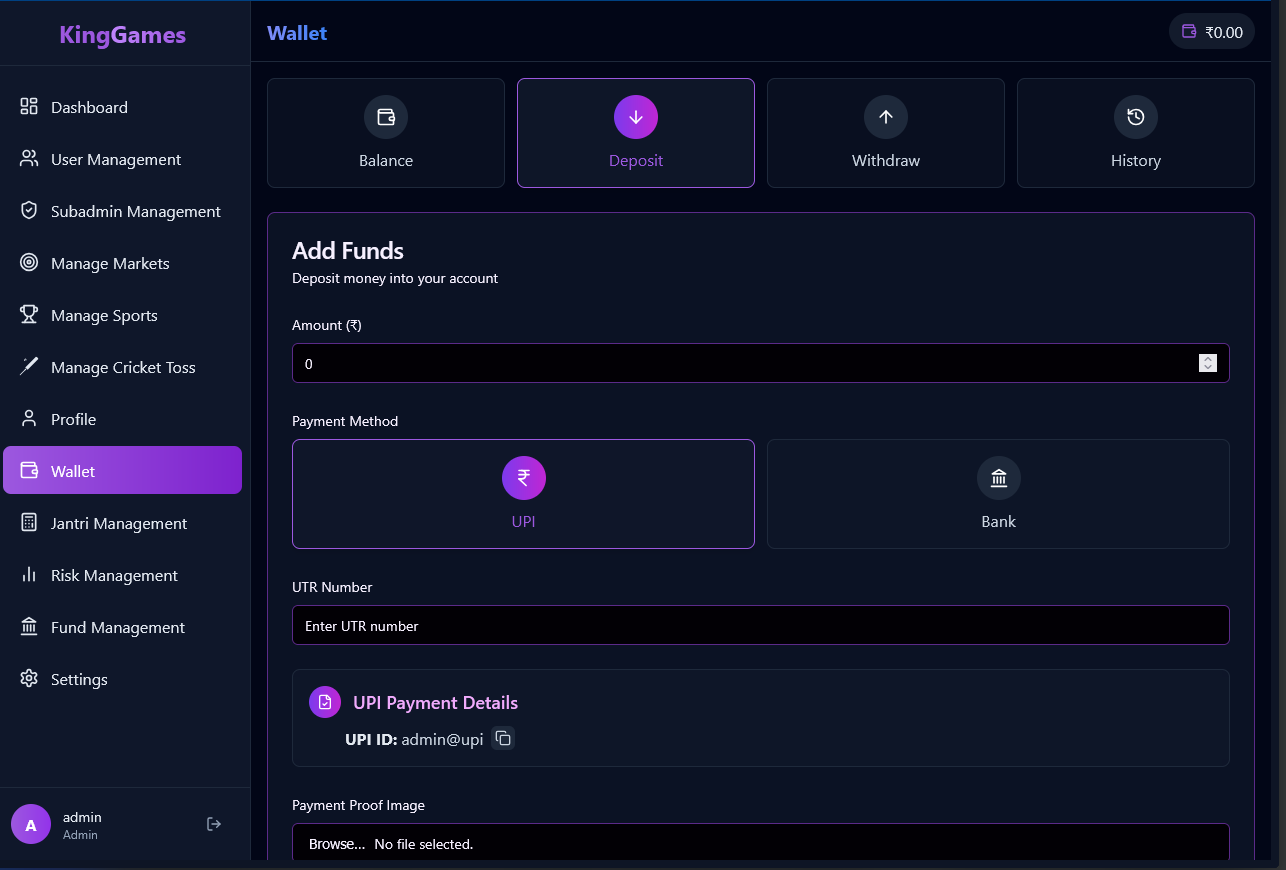 KingGames
Dashboard
User Management
Subadmin Management
Manage Markets
Manage Sports
Manage Cricket Toss
Profile
Wallet
Jantri Management
Risk Management
Fund Management
Settings
A
admin
Admin
Wallet
₹0.00
Balance
Deposit
Withdraw
History
Add Funds
Deposit money into your account
Amount (₹)
0
Payment Method
₹
UPI
Bank
UTR Number
Enter UTR number
UPI Payment Details
UPI ID: admin@upi
Payment Proof Image
Browse... No file selected.